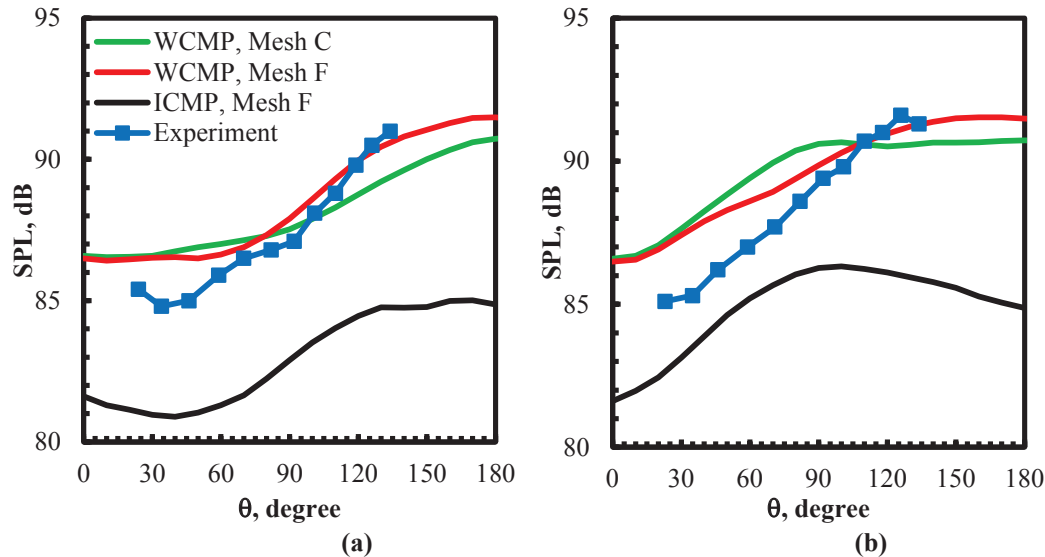 95
90
85
80
SPL, dB
WCMP, Mesh C
WCMP, Mesh F
ICMP, Mesh F
Experiment
0 30 60 90 120 150 180
θ, degree
(a)
95
90
85
80
SPL, dB
0 30 60 90 120 150 180
θ, degree
(b)